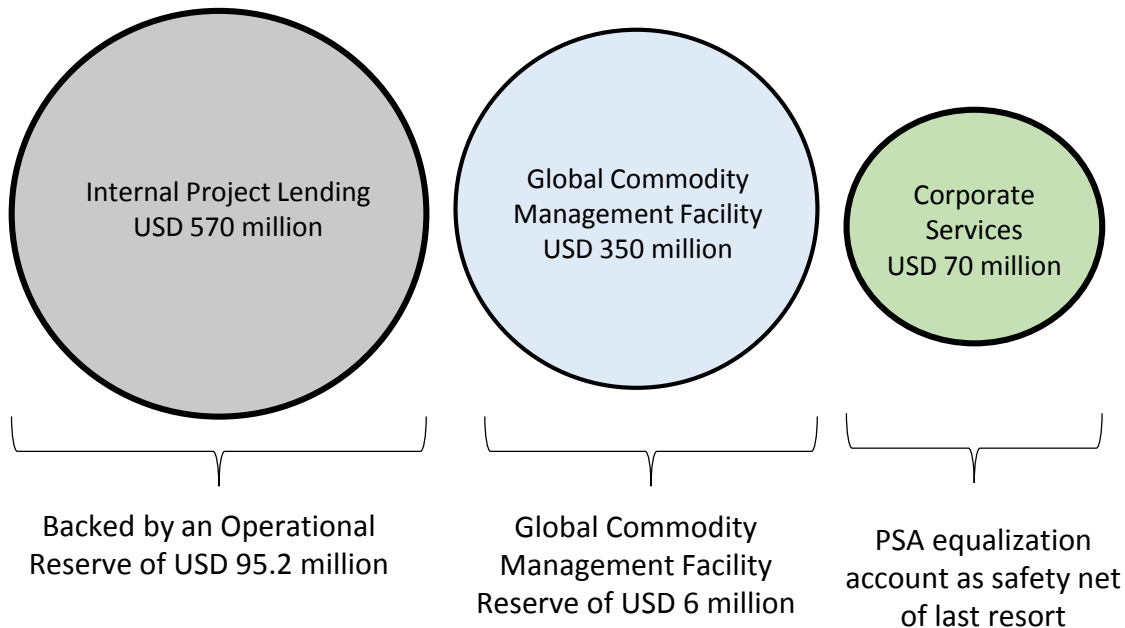 Internal Project Lending
USD 570 million
Global Commodity
Management Facility
USD 350 million
Corporate
Services
USD 70 million
Backed by an Operational
Reserve of USD 95.2 million
Global Commodity
Management Facility
Reserve of USD 6 million
PSA equalization
account as safety net
of last resort